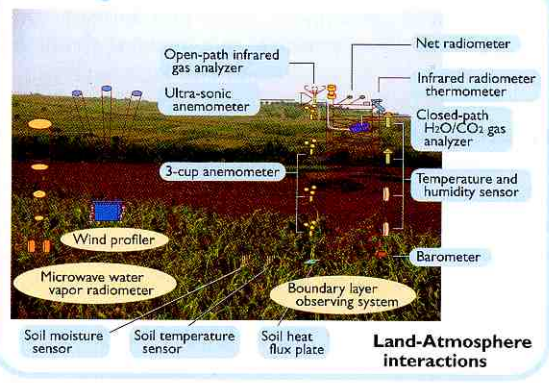 Open-path infrared
gas analyzer
Net radiometer
Ultra-sonic
anemometer
Infrared radiometer
thermometer
Closed-path
H2O/CO2 gas
analyzer
3-cup anemometer
Temperature and
humidity sensor
Wind profiler
Barometer
Microwave water
vapor radiometer
Boundary layer
observing system
Soil moisture
sensor
Soil temperature
sensor
Soil heat
flux plate
Land-Atmosphere
interactions